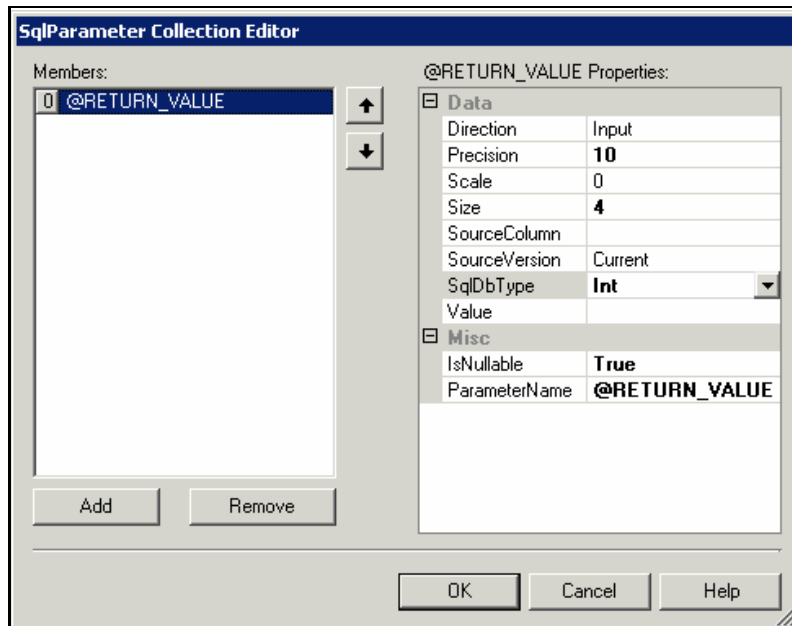 SqlParameter Collection Editor
Members:
0 @RETURN_VALUE
@RETURN_VALUE Properties:
Data
Direction Input
Precision 10
Scale 0
Size 4
SourceColumn
SourceVersion Current
SqlDbType Int
Value
Misc
IsNullable True
ParameterName @RETURN_VALUE
Add Remove
OK Cancel Help